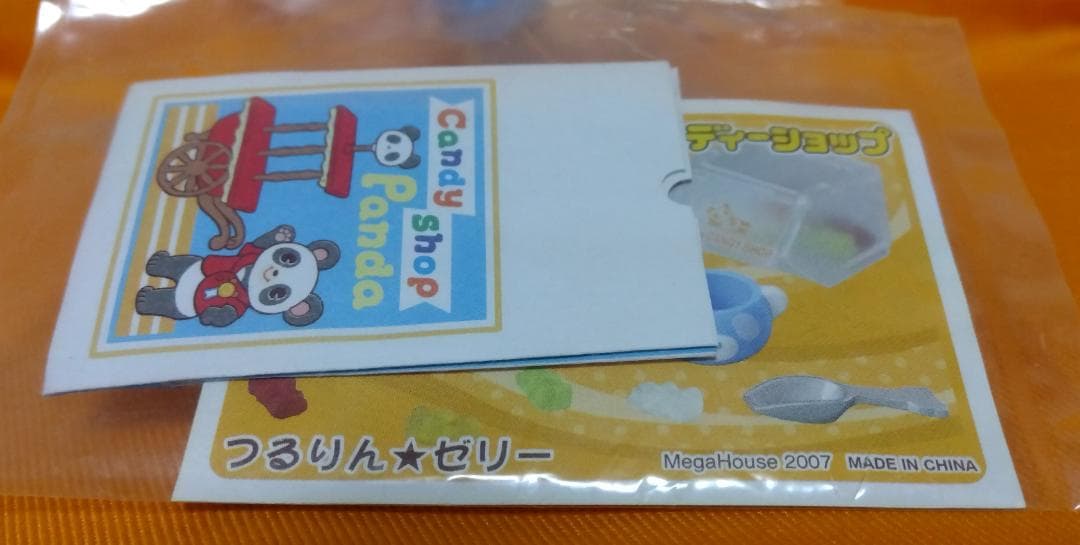 Candy
Shop
Panda
ディーショップ
つるりん★ゼリー
MegaHouse 2007 MADE IN CHINA